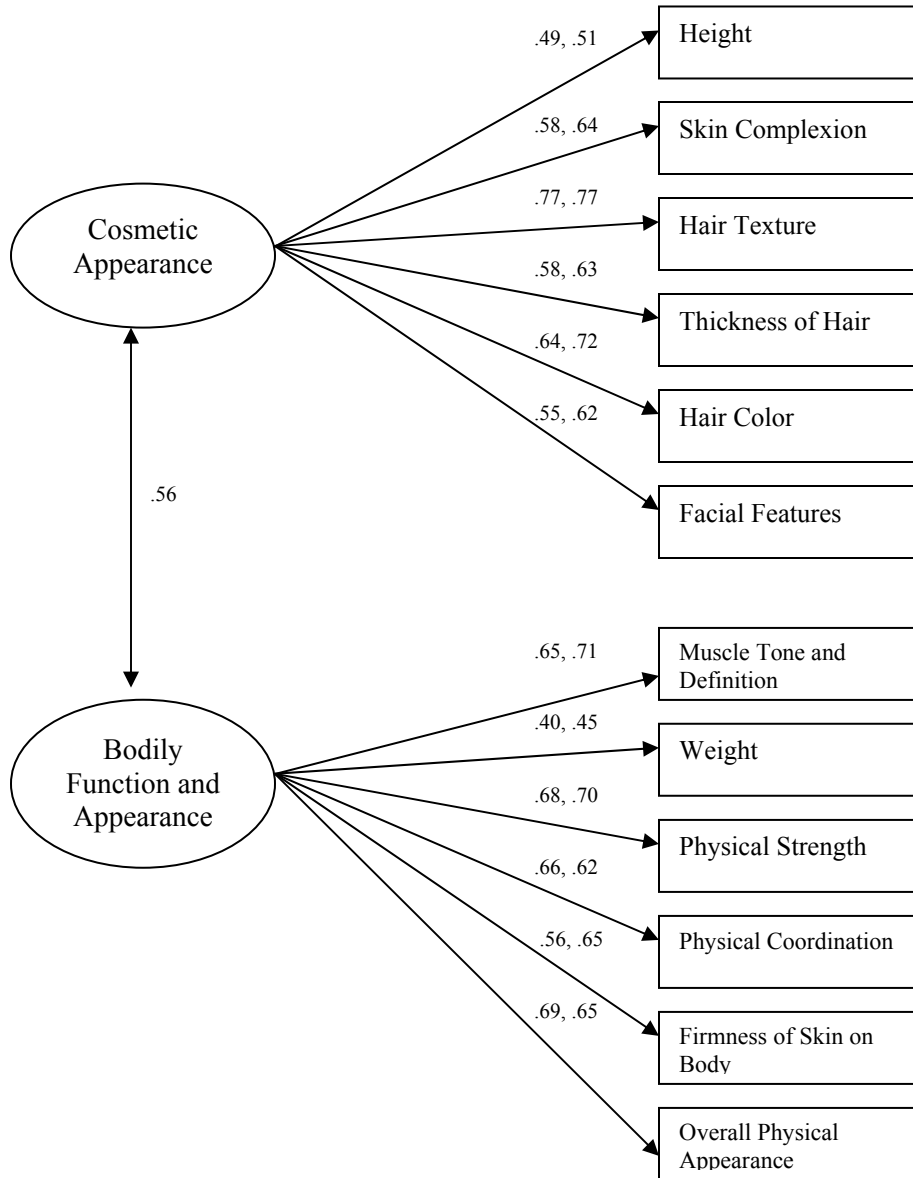 .49, .51
Height
.58, .64
Skin Complexion
.77, .77
Hair Texture
Cosmetic
Appearance
.58, .63
Thickness of Hair
.64, .72
Hair Color
.55, .62
Facial Features
.56
.65, .71
Muscle Tone and
Definition
.40, .45
Weight
Bodily
Function and
Appearance
.68, .70
Physical Strength
.66, .62
Physical Coordination
.56, .65
Firmness of Skin on
Body
.69, .65
Overall Physical
Appearance